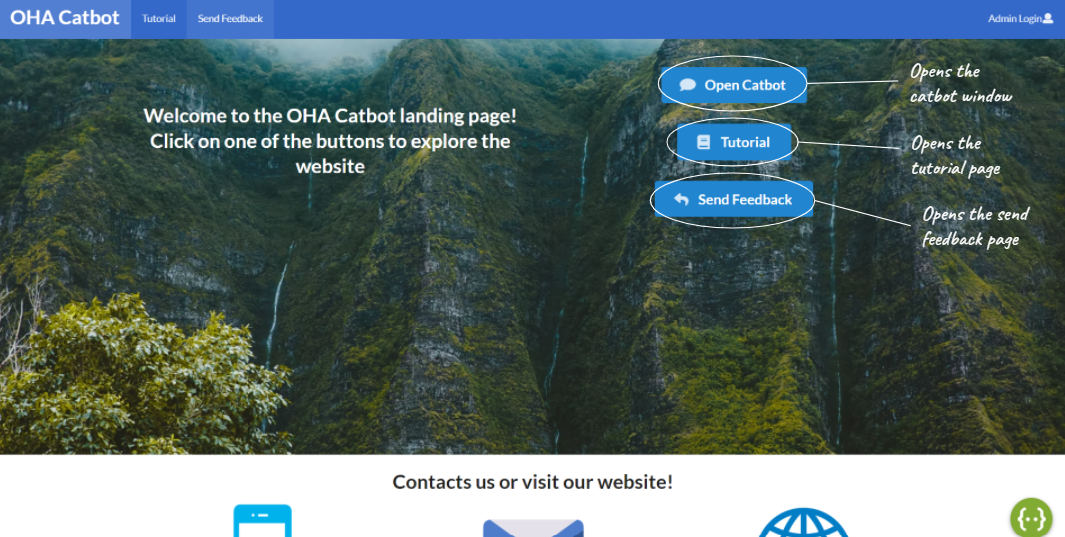 OHA Catbot
Tutorial
Send Feedback
Admin Login
Welcome to the OHA Catbot landing page!
Click on one of the buttons to explore the
website
Open Catbot
Opens the
catbot window
Tutorial
Opens the
tutorial page
Send Feedback
Opens the send
feedback page
Contacts us or visit our website!
{··}